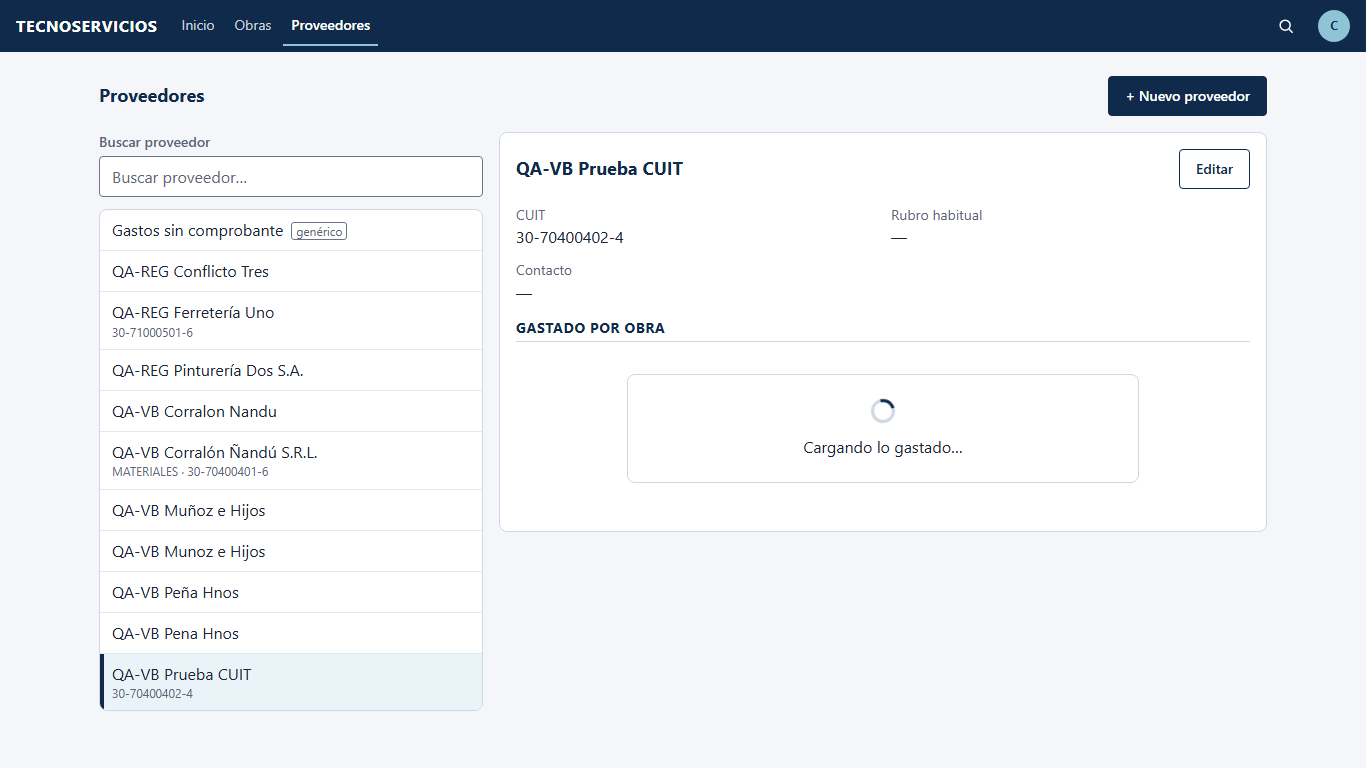 TECNOSERVICIOS Inicio Obras Proveedores C
Proveedores
+ Nuevo proveedor
Buscar proveedor
Buscar proveedor...
Gastos sin comprobante genérico
QA-REG Conflicto Tres
QA-REG Ferretería Uno
30-71000501-6
QA-REG Pinturería Dos S.A.
QA-VB Corralon Nandu
QA-VB Corralón Ñandú S.R.L.
MATERIALES · 30-70400401-6
QA-VB Muñoz e Hijos
QA-VB Munoz e Hijos
QA-VB Peña Hnos
QA-VB Pena Hnos
QA-VB Prueba CUIT
30-70400402-4
QA-VB Prueba CUIT
Editar
CUIT
30-70400402-4
Rubro habitual
—
Contacto
—
GASTADO POR OBRA
Cargando lo gastado...